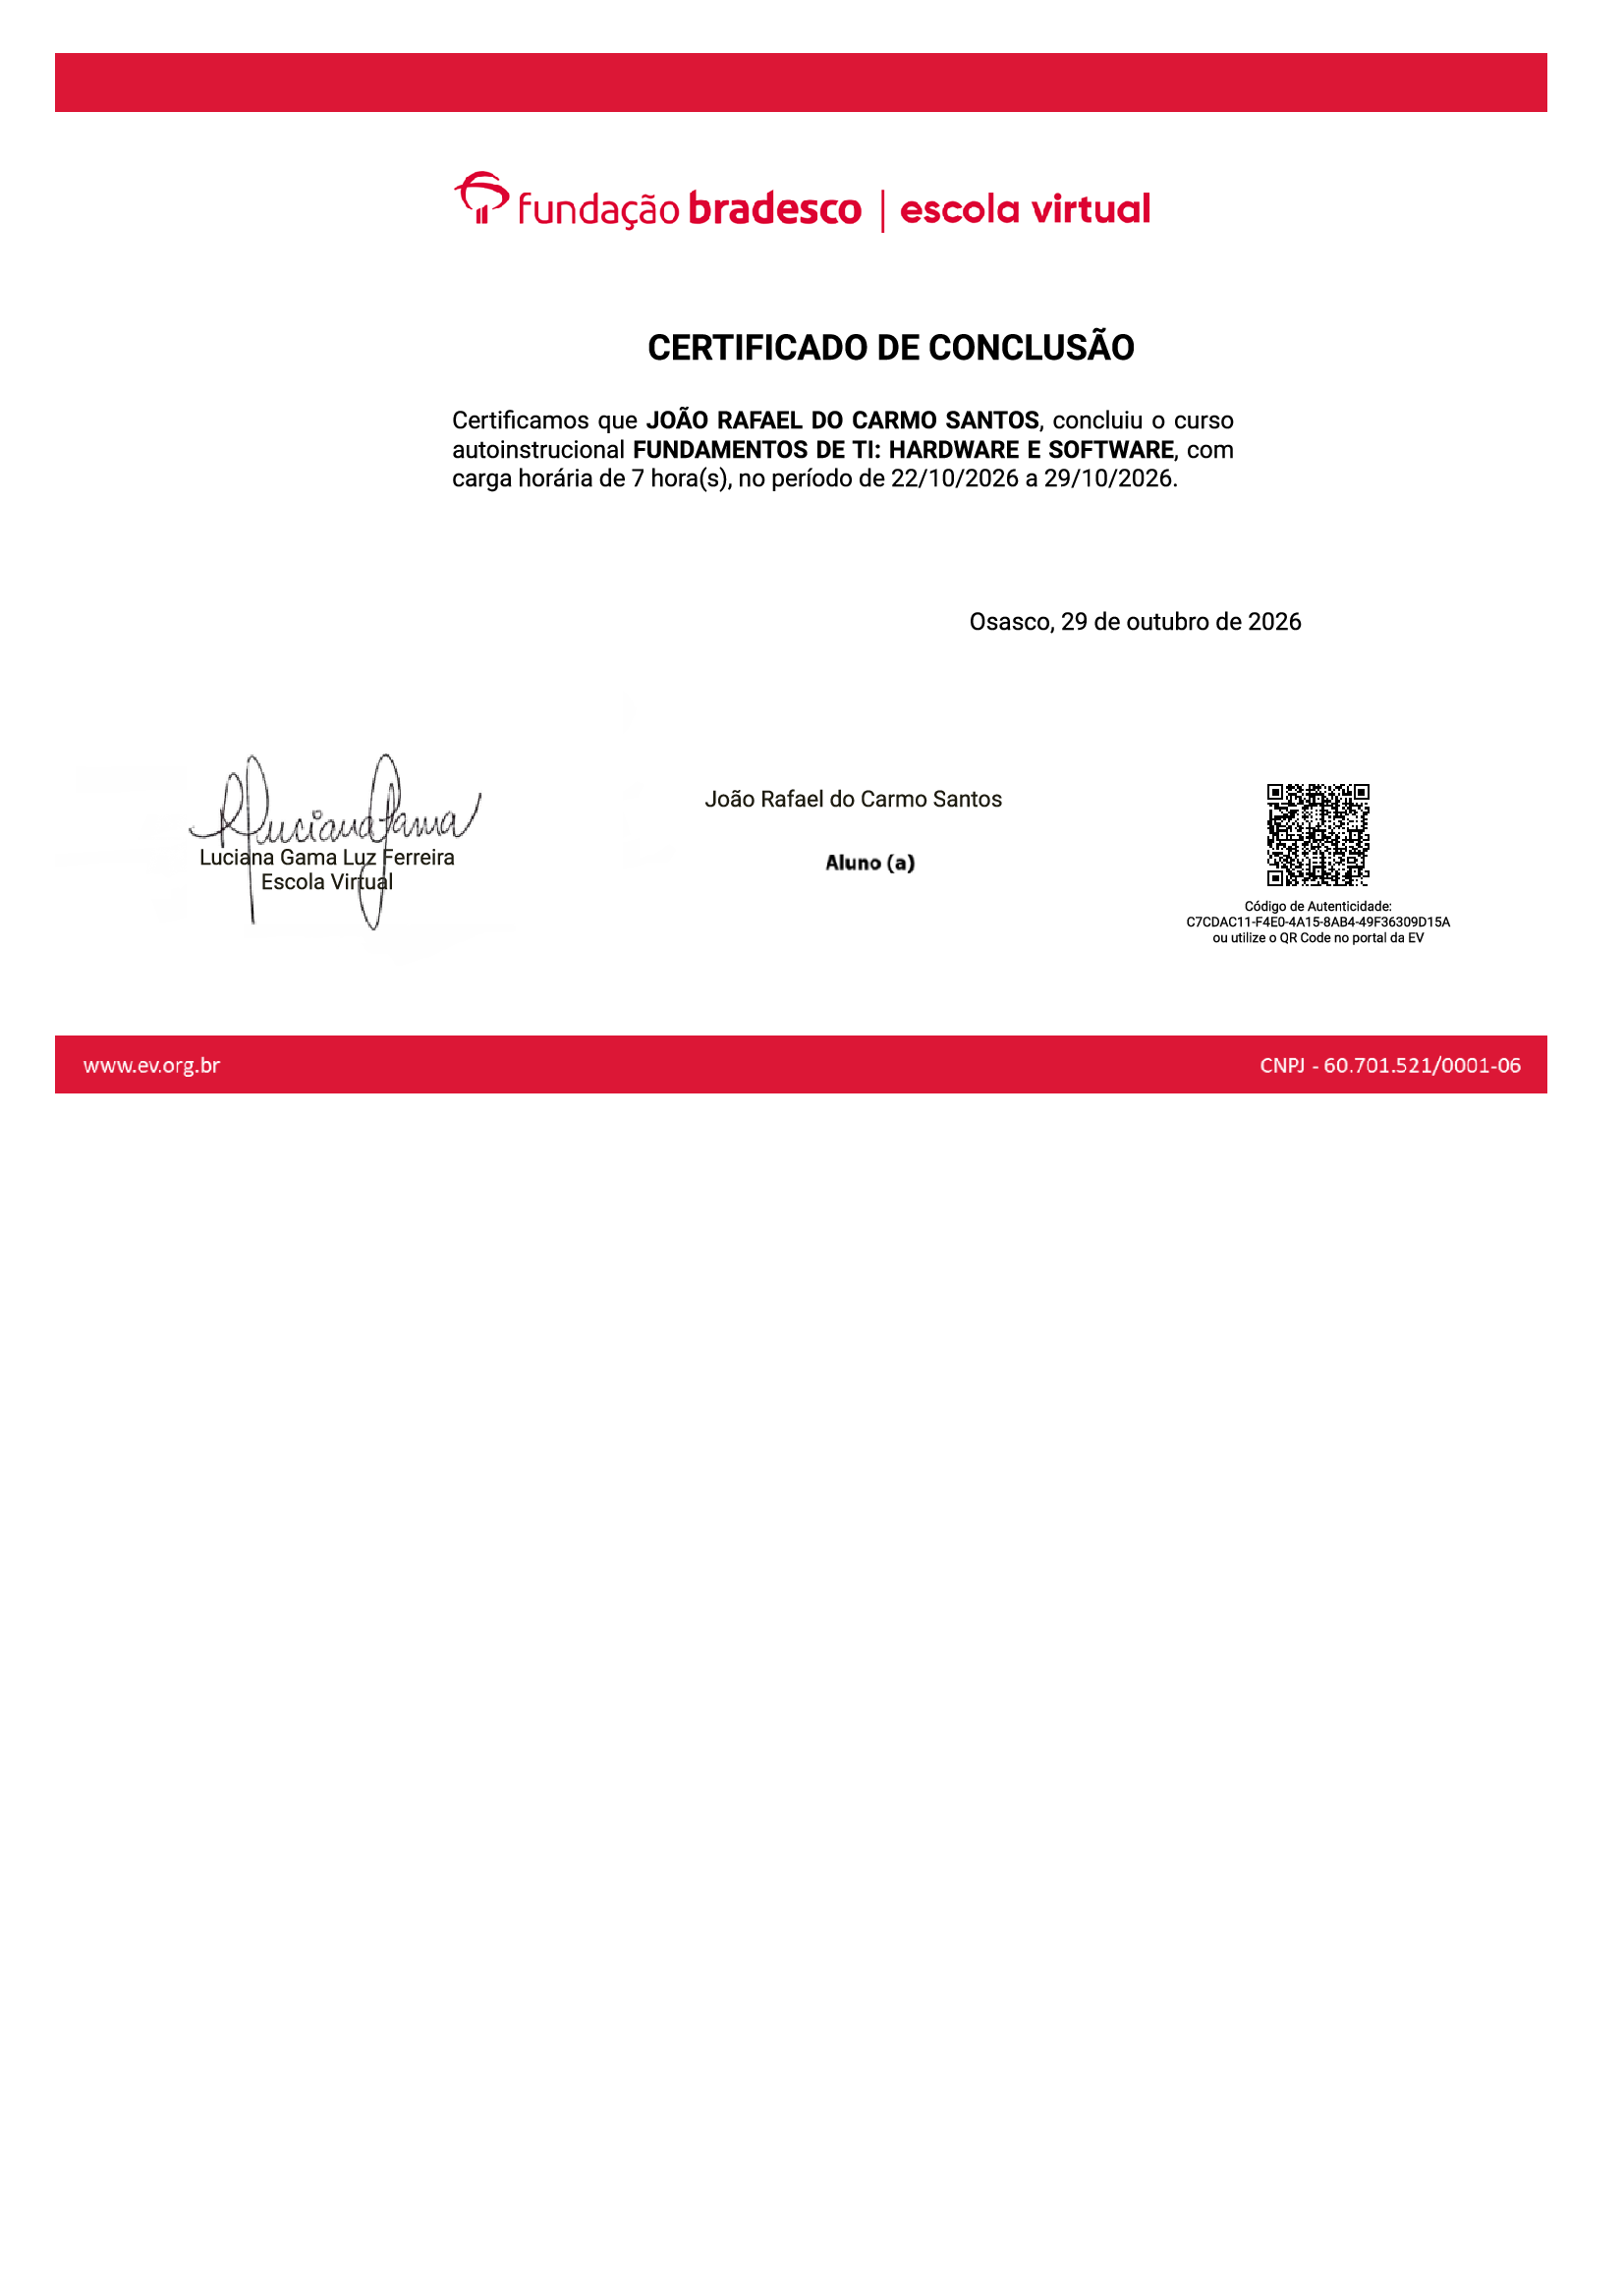 fundação bradesco | escola virtual
CERTIFICADO DE CONCLUSÃO
Certificamos que JOÃO RAFAEL DO CARMO SANTOS, concluiu o curso
autoinstrucional FUNDAMENTOS DE TI: HARDWARE E SOFTWARE, com
carga horária de 7 hora(s), no período de 22/10/2026 a 29/10/2026.
Osasco, 29 de outubro de 2026
Luciana Gama
Luciana Gama Luz Ferreira
Escola Virtual
João Rafael do Carmo Santos
Aluno (a)
Código de Autenticidade:
C7CDAC11-F4E0-4A15-8AB4-49F36309D15A
ou utilize o QR Code no portal da EV
www.ev.org.br
CNPJ - 60.701.521/0001-06